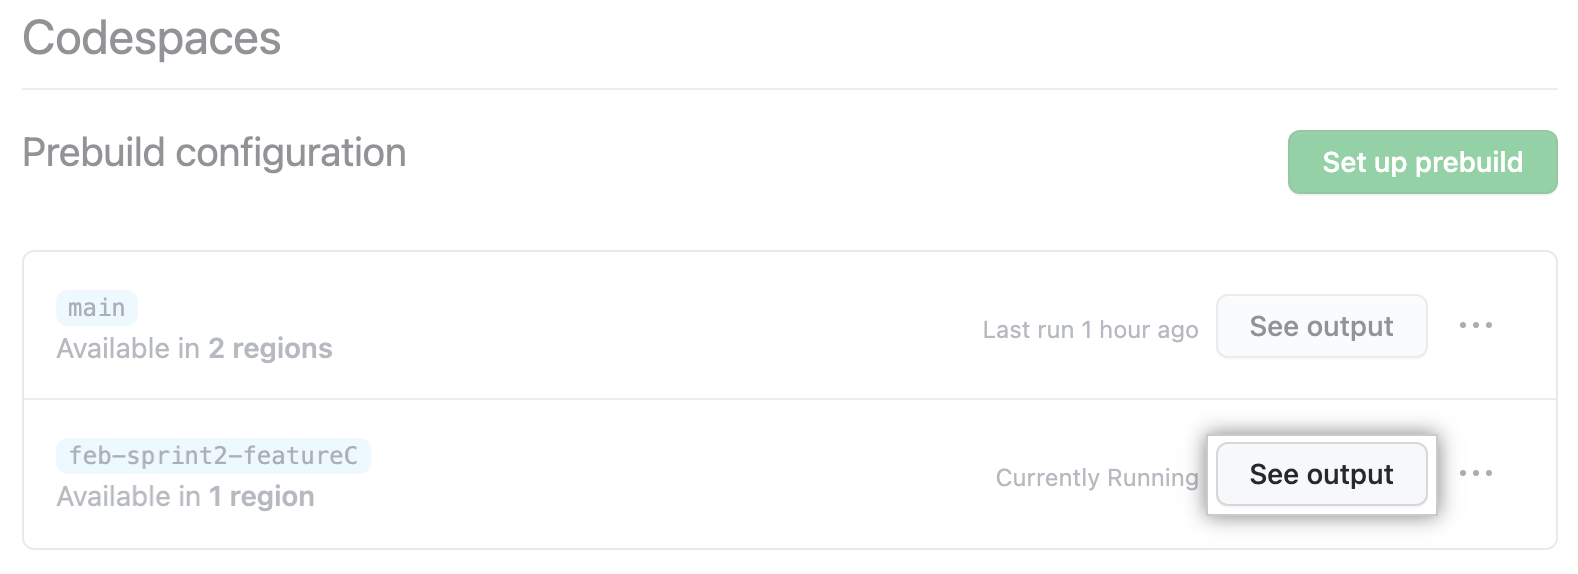 Codespaces
Prebuild configuration
Set up prebuild
main
Available in 2 regions
Last run 1 hour ago
See output
feb-sprint2-featureC
Available in 1 region
Currently Running
See output